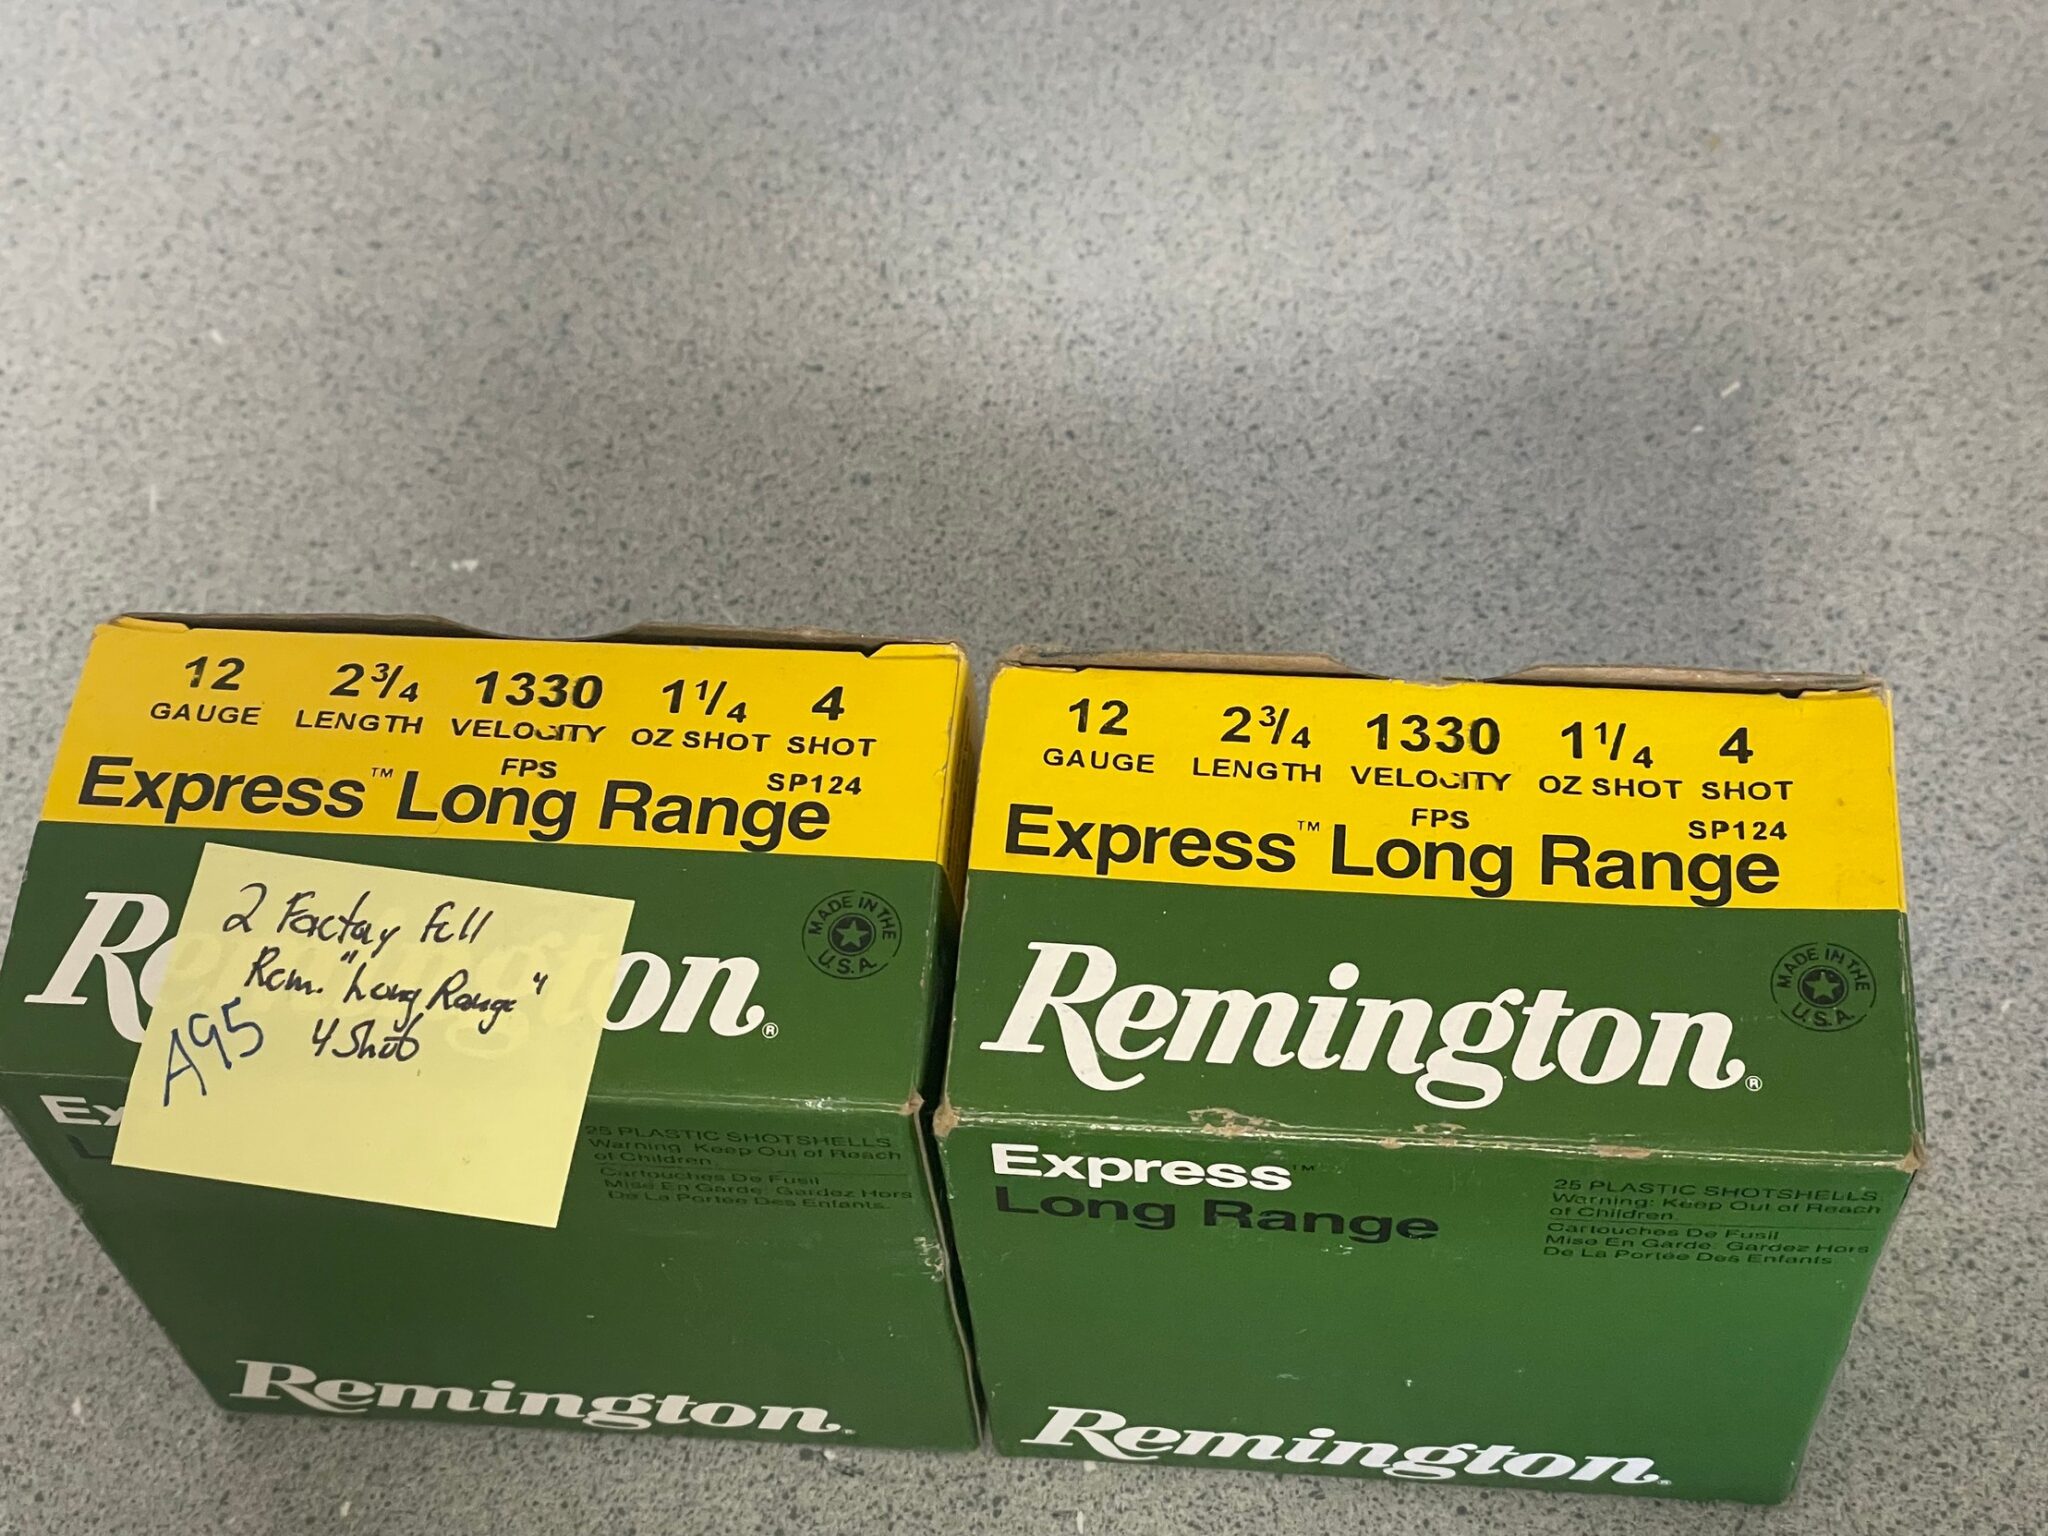 12 2 3/4 1330 1 1/4 4
GAUGE LENGTH VELOCITY OZ SHOT SHOT
FPS SP124
Express™ Long Range
2 Factory Full
Rem. "Long Range"
A95 4 Shot
R on®
MADE IN THE
U.S.A.
Ex
L
25 PLASTIC SHOTSHELLS
Warning: Keep Out of Reach
of Children.
Cartouches De Fusil
Mise En Garde: Gardez Hors
De La Portée Des Enfants.
Remington®
12 2 3/4 1330 1 1/4 4
GAUGE LENGTH VELOCITY OZ SHOT SHOT
FPS SP124
Express™ Long Range
Remington®
MADE IN THE
U.S.A.
Express™
Long Range
25 PLASTIC SHOTSHELLS
Warning: Keep Out of Reach
of Children.
Cartouches De Fusil
Mise En Garde: Gardez Hors
De La Portée Des Enfants
Remington®